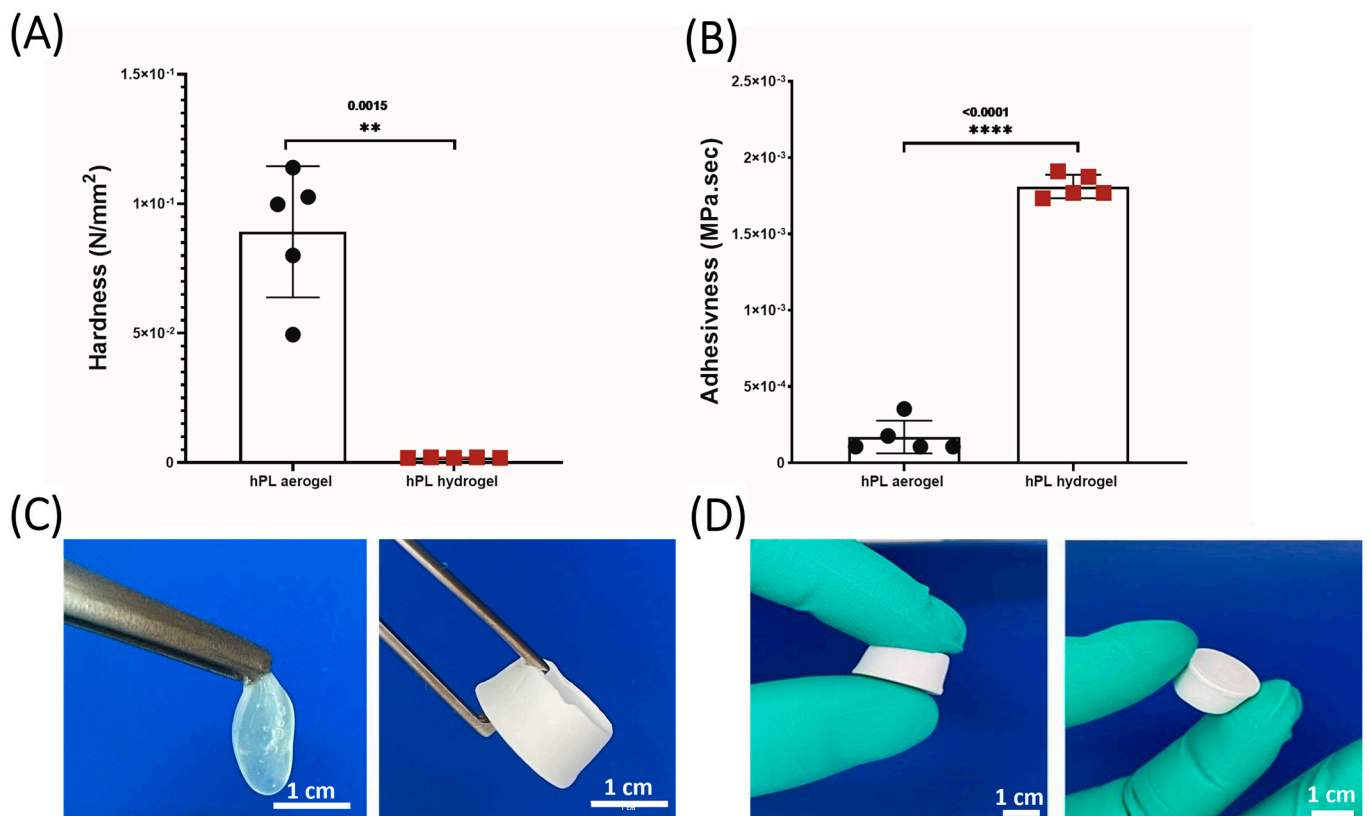 (A)
1.5×10⁻¹
1×10⁻¹
5×10⁻²
0
Hardness (N/mm²)
0.0015
**
hPL aerogel
hPL hydrogel
(B)
2.5×10⁻³
2×10⁻³
1.5×10⁻³
1×10⁻³
5×10⁻⁴
0
Adhesivness (MPa.sec)
<0.0001
****
hPL aerogel
hPL hydrogel
(C)
1 cm
1 cm
1 cm
(D)
1 cm
1 cm